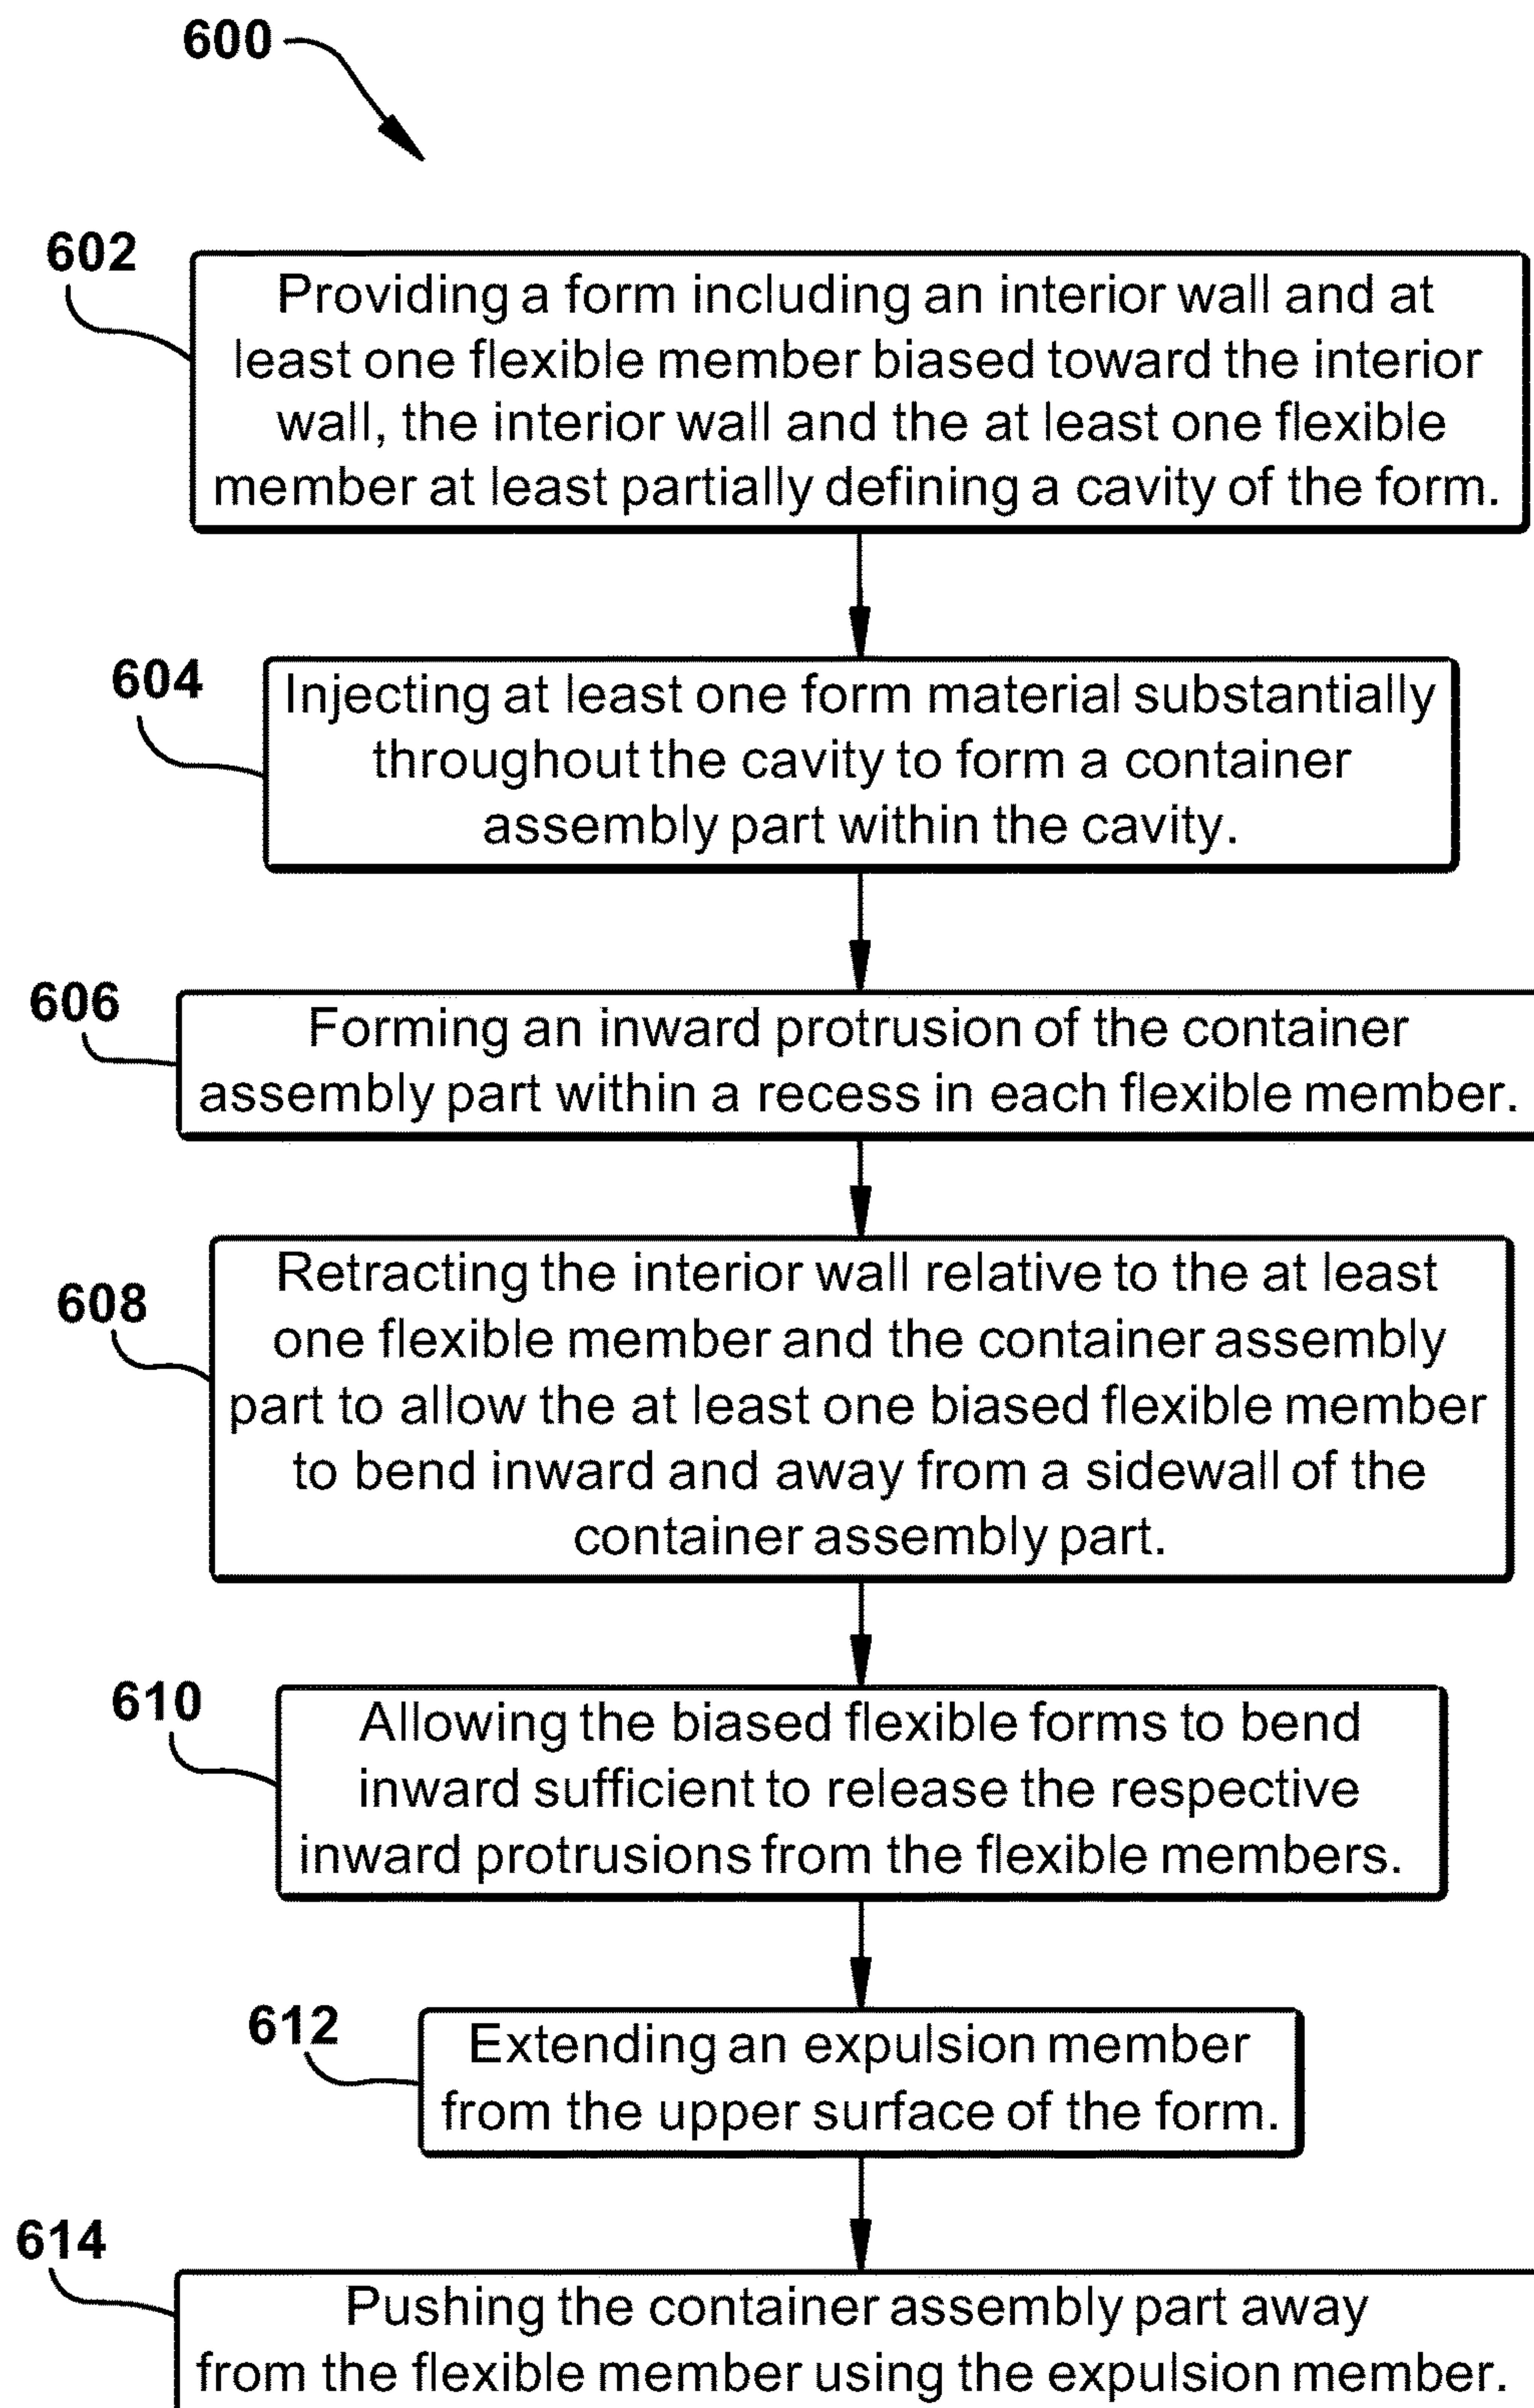 600
602
Providing a form including an interior wall and at
least one flexible member biased toward the interior
wall, the interior wall and the at least one flexible
member at least partially defining a cavity of the form.
604
Injecting at least one form material substantially
throughout the cavity to form a container
assembly part within the cavity.
606
Forming an inward protrusion of the container
assembly part within a recess in each flexible member.
608
Retracting the interior wall relative to the at least
one flexible member and the container assembly
part to allow the at least one biased flexible member
to bend inward and away from a sidewall of the
container assembly part.
610
Allowing the biased flexible forms to bend
inward sufficient to release the respective
inward protrusions from the flexible members.
612
Extending an expulsion member
from the upper surface of the form.
614
Pushing the container assembly part away
from the flexible member using the expulsion member.